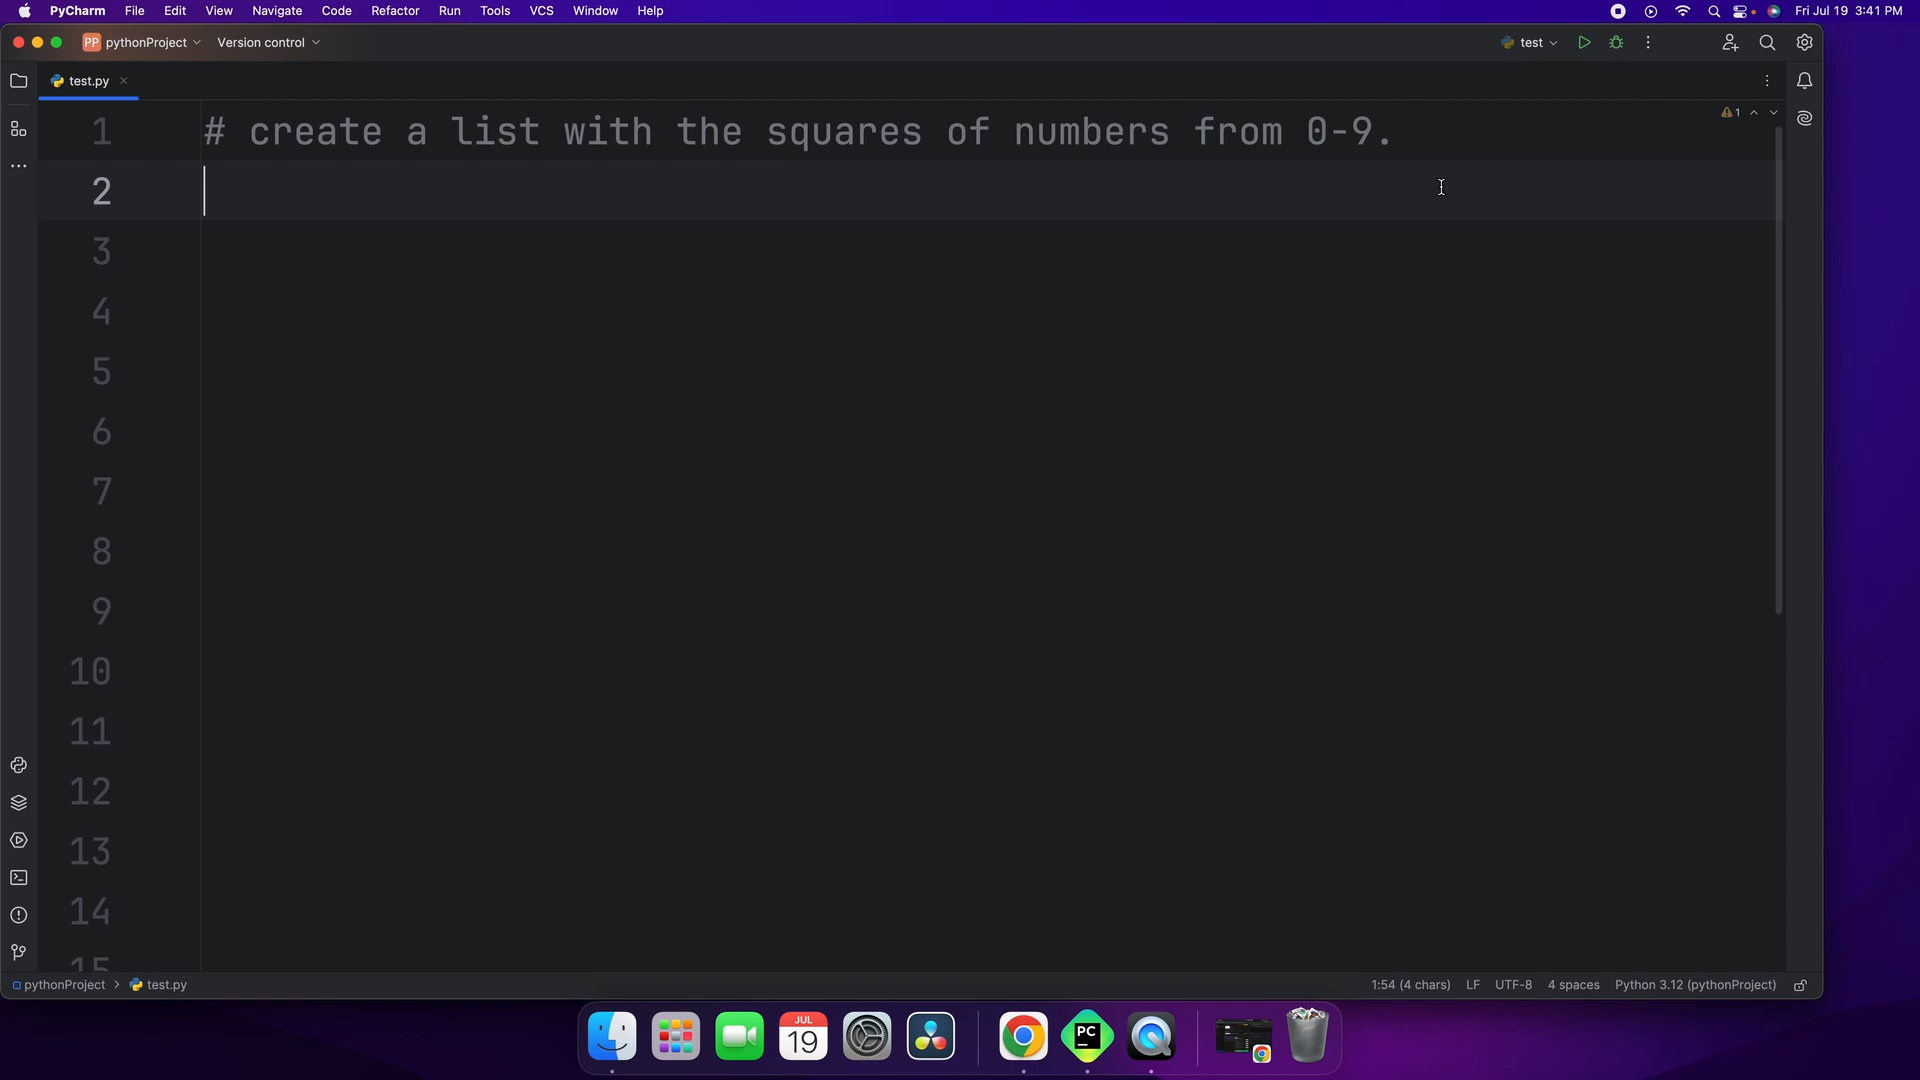 PyCharm File Edit View Navigate Code Refactor Run Tools VCS Window Help Fri Jul 19 3:41 PM
PP pythonProject Version control test
test.py
1
1 # create a list with the squares of numbers from 0-9.
2
3
4
5
6
7
8
9
10
11
12
13
14
15
pythonProject > test.py 1:54 (4 chars) LF UTF-8 4 spaces Python 3.12 (pythonProject)
JUL
19
PC